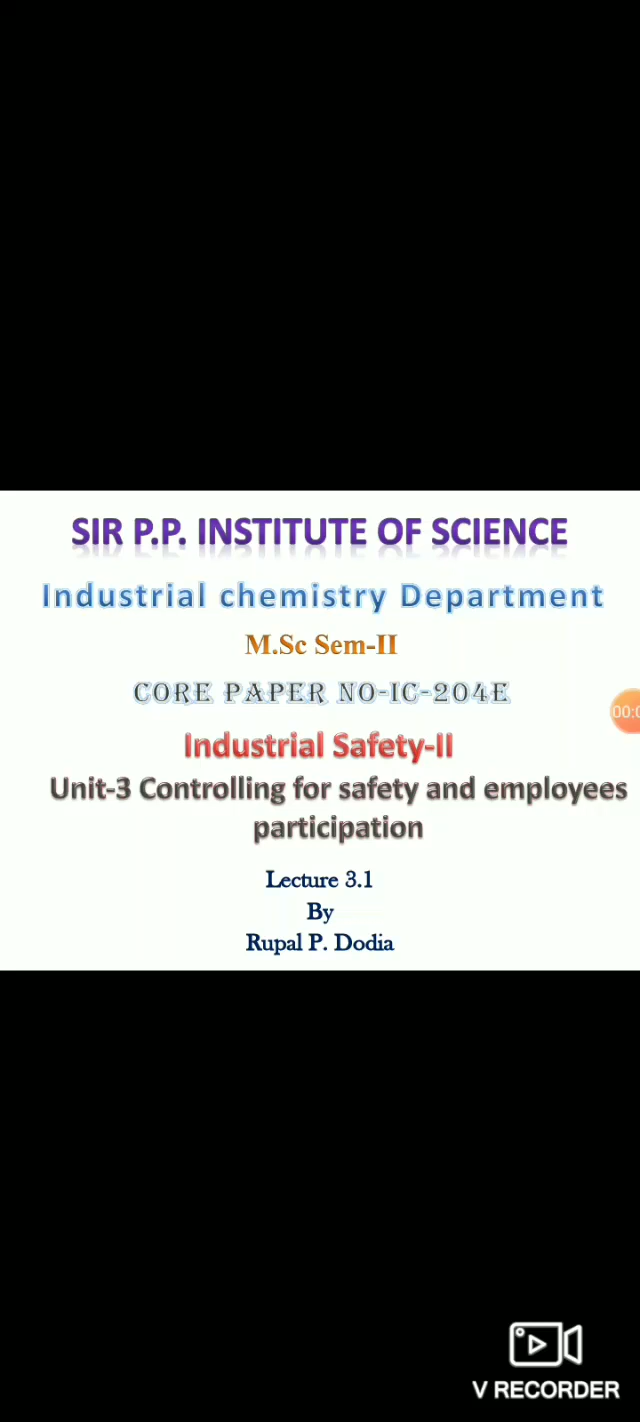 SIR P.P. INSTITUTE OF SCIENCE
Industrial chemistry Department
M.Sc Sem-II
CORE PAPER NO-IC-204E
Industrial Safety-II
Unit-3 Controlling for safety and employees
participation
Lecture 3.1
By
Rupal P. Dodia
V RECORDER